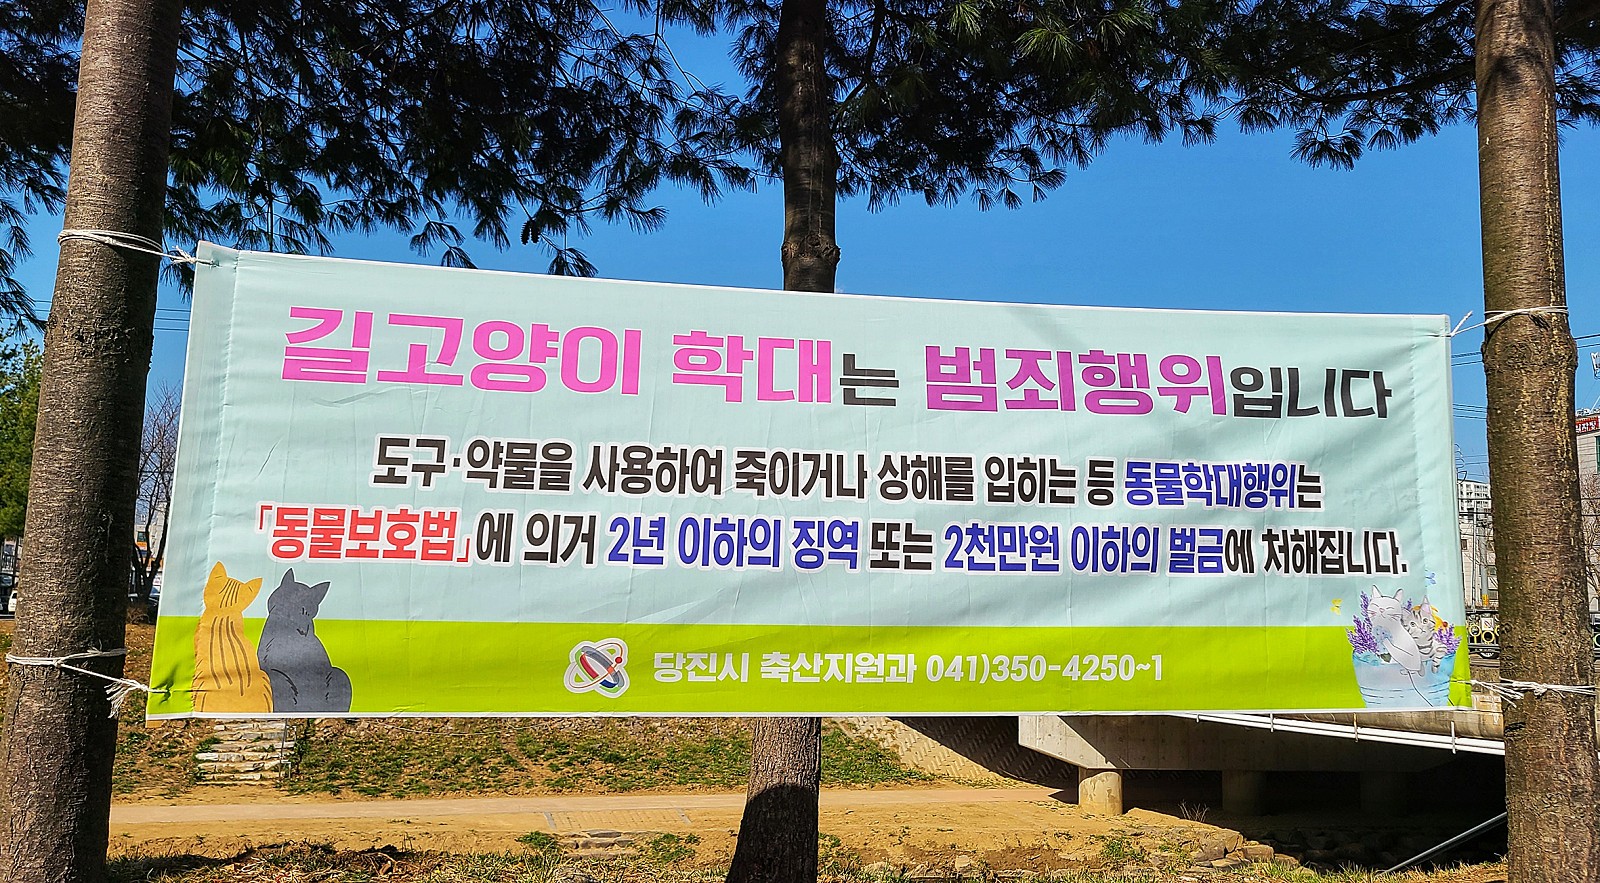 길고양이 학대는 범죄행위입니다
도구·약물을 사용하여 죽이거나 상해를 입히는 등 동물학대행위는
「동물보호법」에 의거 2년 이하의 징역 또는 2천만원 이하의 벌금에 처해집니다.
당진시 축산지원과 041)350-4250~1